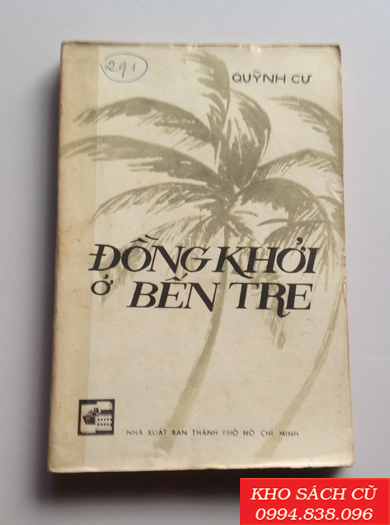 291
QUỲNH CƯ
ĐỒNG KHỞI
Ở BẾN TRE
NHÀ XUẤT BẢN THÀNH PHỐ HỒ CHÍ MINH
KHO SÁCH CŨ
0994.838.096